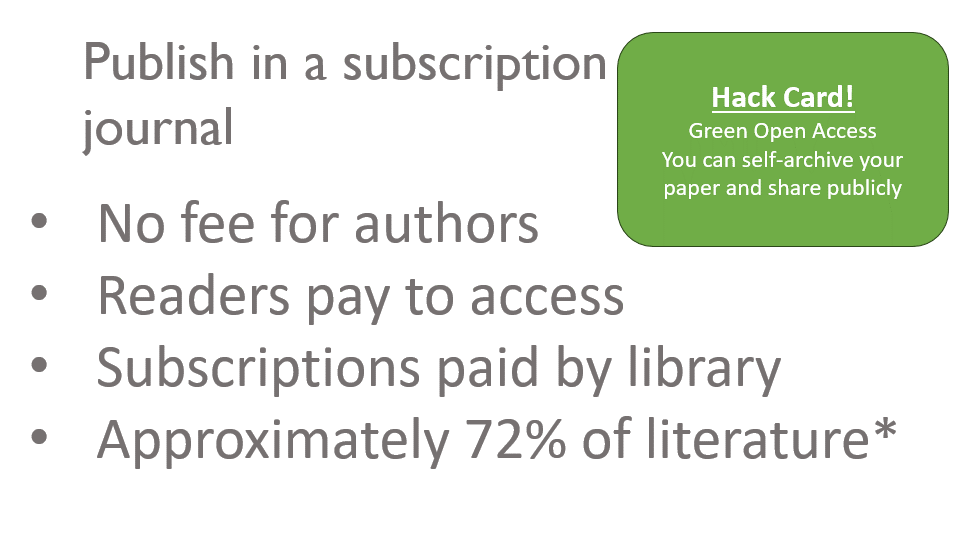 Publish in a subscription
journal
Hack Card!
Green Open Access
You can self-archive your
paper and share publicly
• No fee for authors
• Readers pay to access
• Subscriptions paid by library
• Approximately 72% of literature*